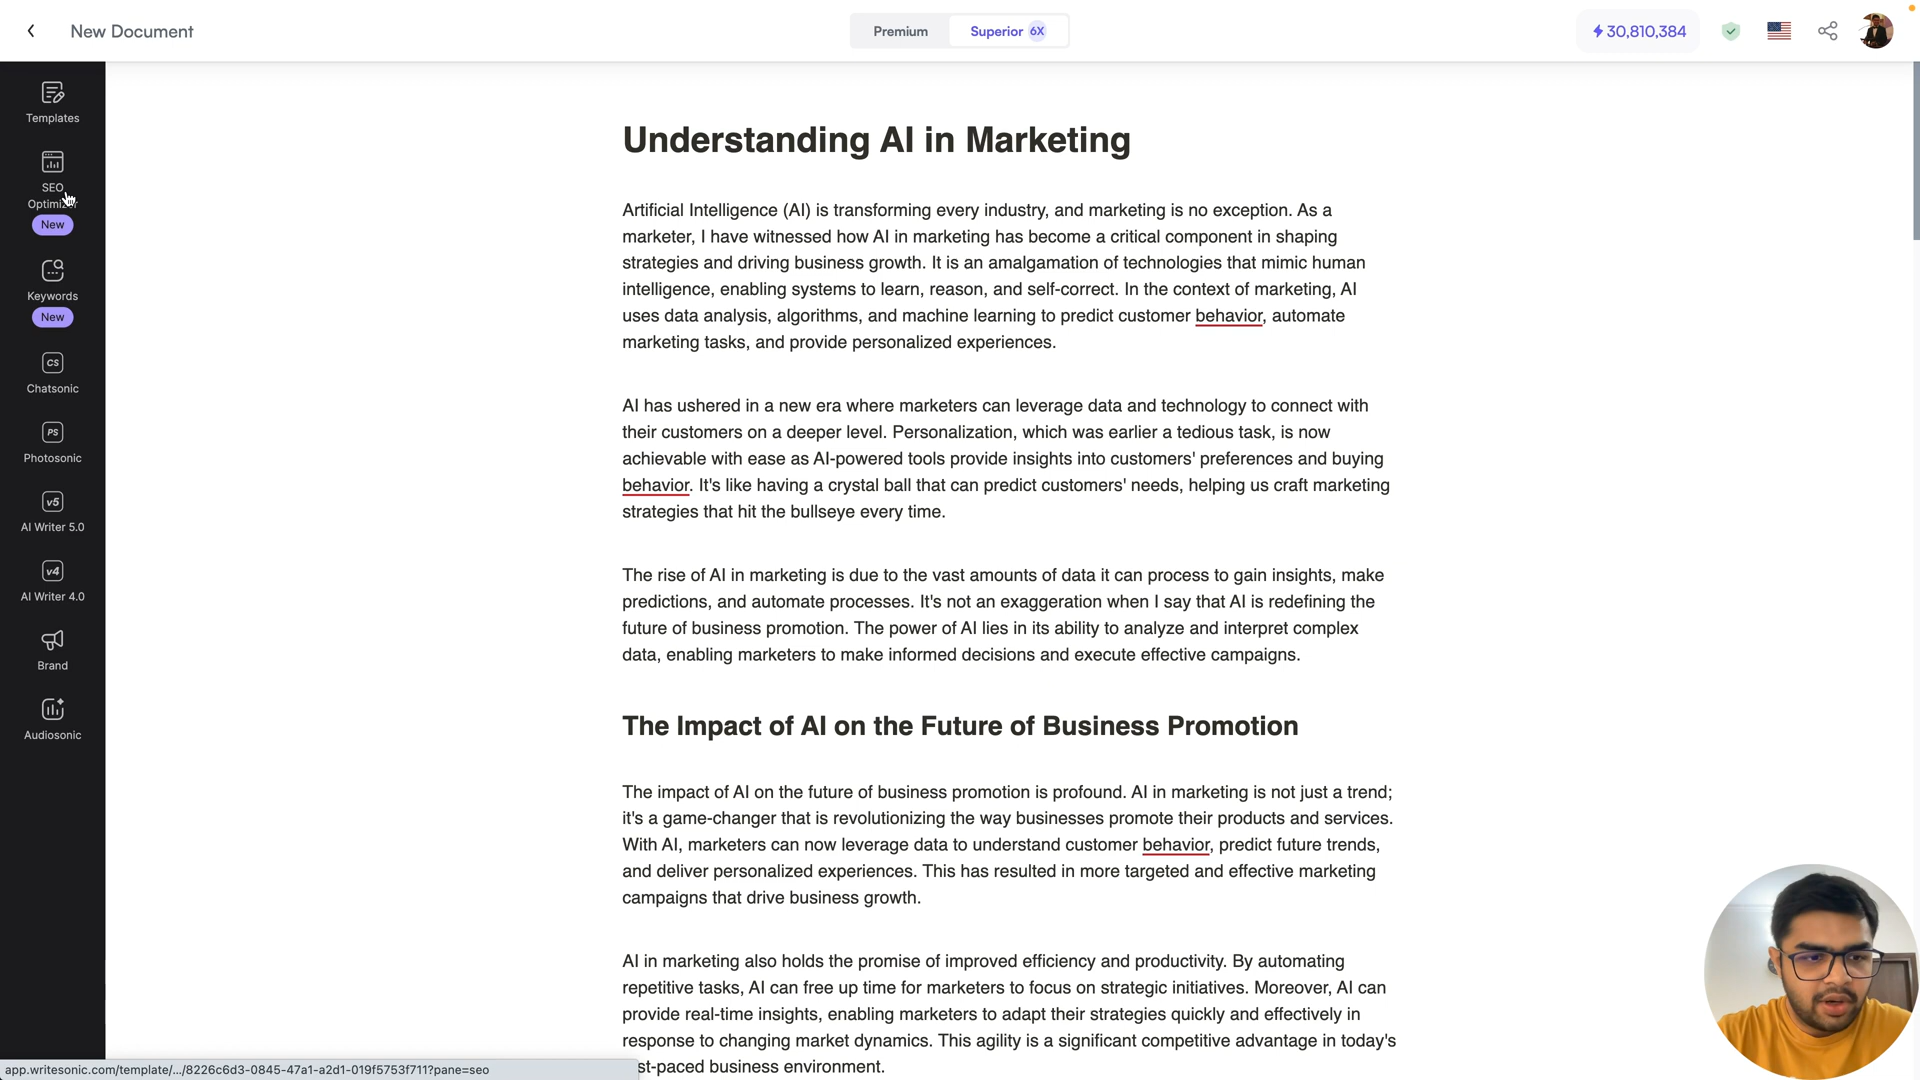 New Document
Premium
Superior 6X
30,810,384
Templates
SEO
Optimizer
New
Keywords
New
CS
Chatsonic
PS
Photosonic
v5
AI Writer 5.0
v4
AI Writer 4.0
Brand
Audiosonic
Understanding AI in Marketing
Artificial Intelligence (AI) is transforming every industry, and marketing is no exception. As a
marketer, I have witnessed how AI in marketing has become a critical component in shaping
strategies and driving business growth. It is an amalgamation of technologies that mimic human
intelligence, enabling systems to learn, reason, and self-correct. In the context of marketing, AI
uses data analysis, algorithms, and machine learning to predict customer behavior, automate
marketing tasks, and provide personalized experiences.
AI has ushered in a new era where marketers can leverage data and technology to connect with
their customers on a deeper level. Personalization, which was earlier a tedious task, is now
achievable with ease as AI-powered tools provide insights into customers' preferences and buying
behavior. It's like having a crystal ball that can predict customers' needs, helping us craft marketing
strategies that hit the bullseye every time.
The rise of AI in marketing is due to the vast amounts of data it can process to gain insights, make
predictions, and automate processes. It's not an exaggeration when I say that AI is redefining the
future of business promotion. The power of AI lies in its ability to analyze and interpret complex
data, enabling marketers to make informed decisions and execute effective campaigns.
The Impact of AI on the Future of Business Promotion
The impact of AI on the future of business promotion is profound. AI in marketing is not just a trend;
it's a game-changer that is revolutionizing the way businesses promote their products and services.
With AI, marketers can now leverage data to understand customer behavior, predict future trends,
and deliver personalized experiences. This has resulted in more targeted and effective marketing
campaigns that drive business growth.
AI in marketing also holds the promise of improved efficiency and productivity. By automating
repetitive tasks, AI can free up time for marketers to focus on strategic initiatives. Moreover, AI can
provide real-time insights, enabling marketers to adapt their strategies quickly and effectively in
response to changing market dynamics. This agility is a significant competitive advantage in today's
st-paced business environment.
app.writesonic.com/template/.../8226c6d3-0845-47a1-a2d1-019f5753f711?pane=seo